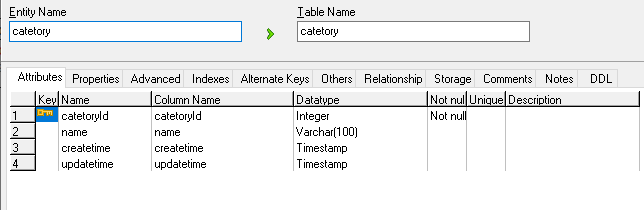 Entity Name
Table Name
catetory
catetory
Attributes Properties Advanced Indexes Alternate Keys Others Relationship Storage Comments Notes DDL
Key Name Column Name Datatype Not nul Unique Description
1 catetoryId catetoryId Integer Not null
2 name name Varchar(100)
3 createtime createtime Timestamp
4 updatetime updatetime Timestamp